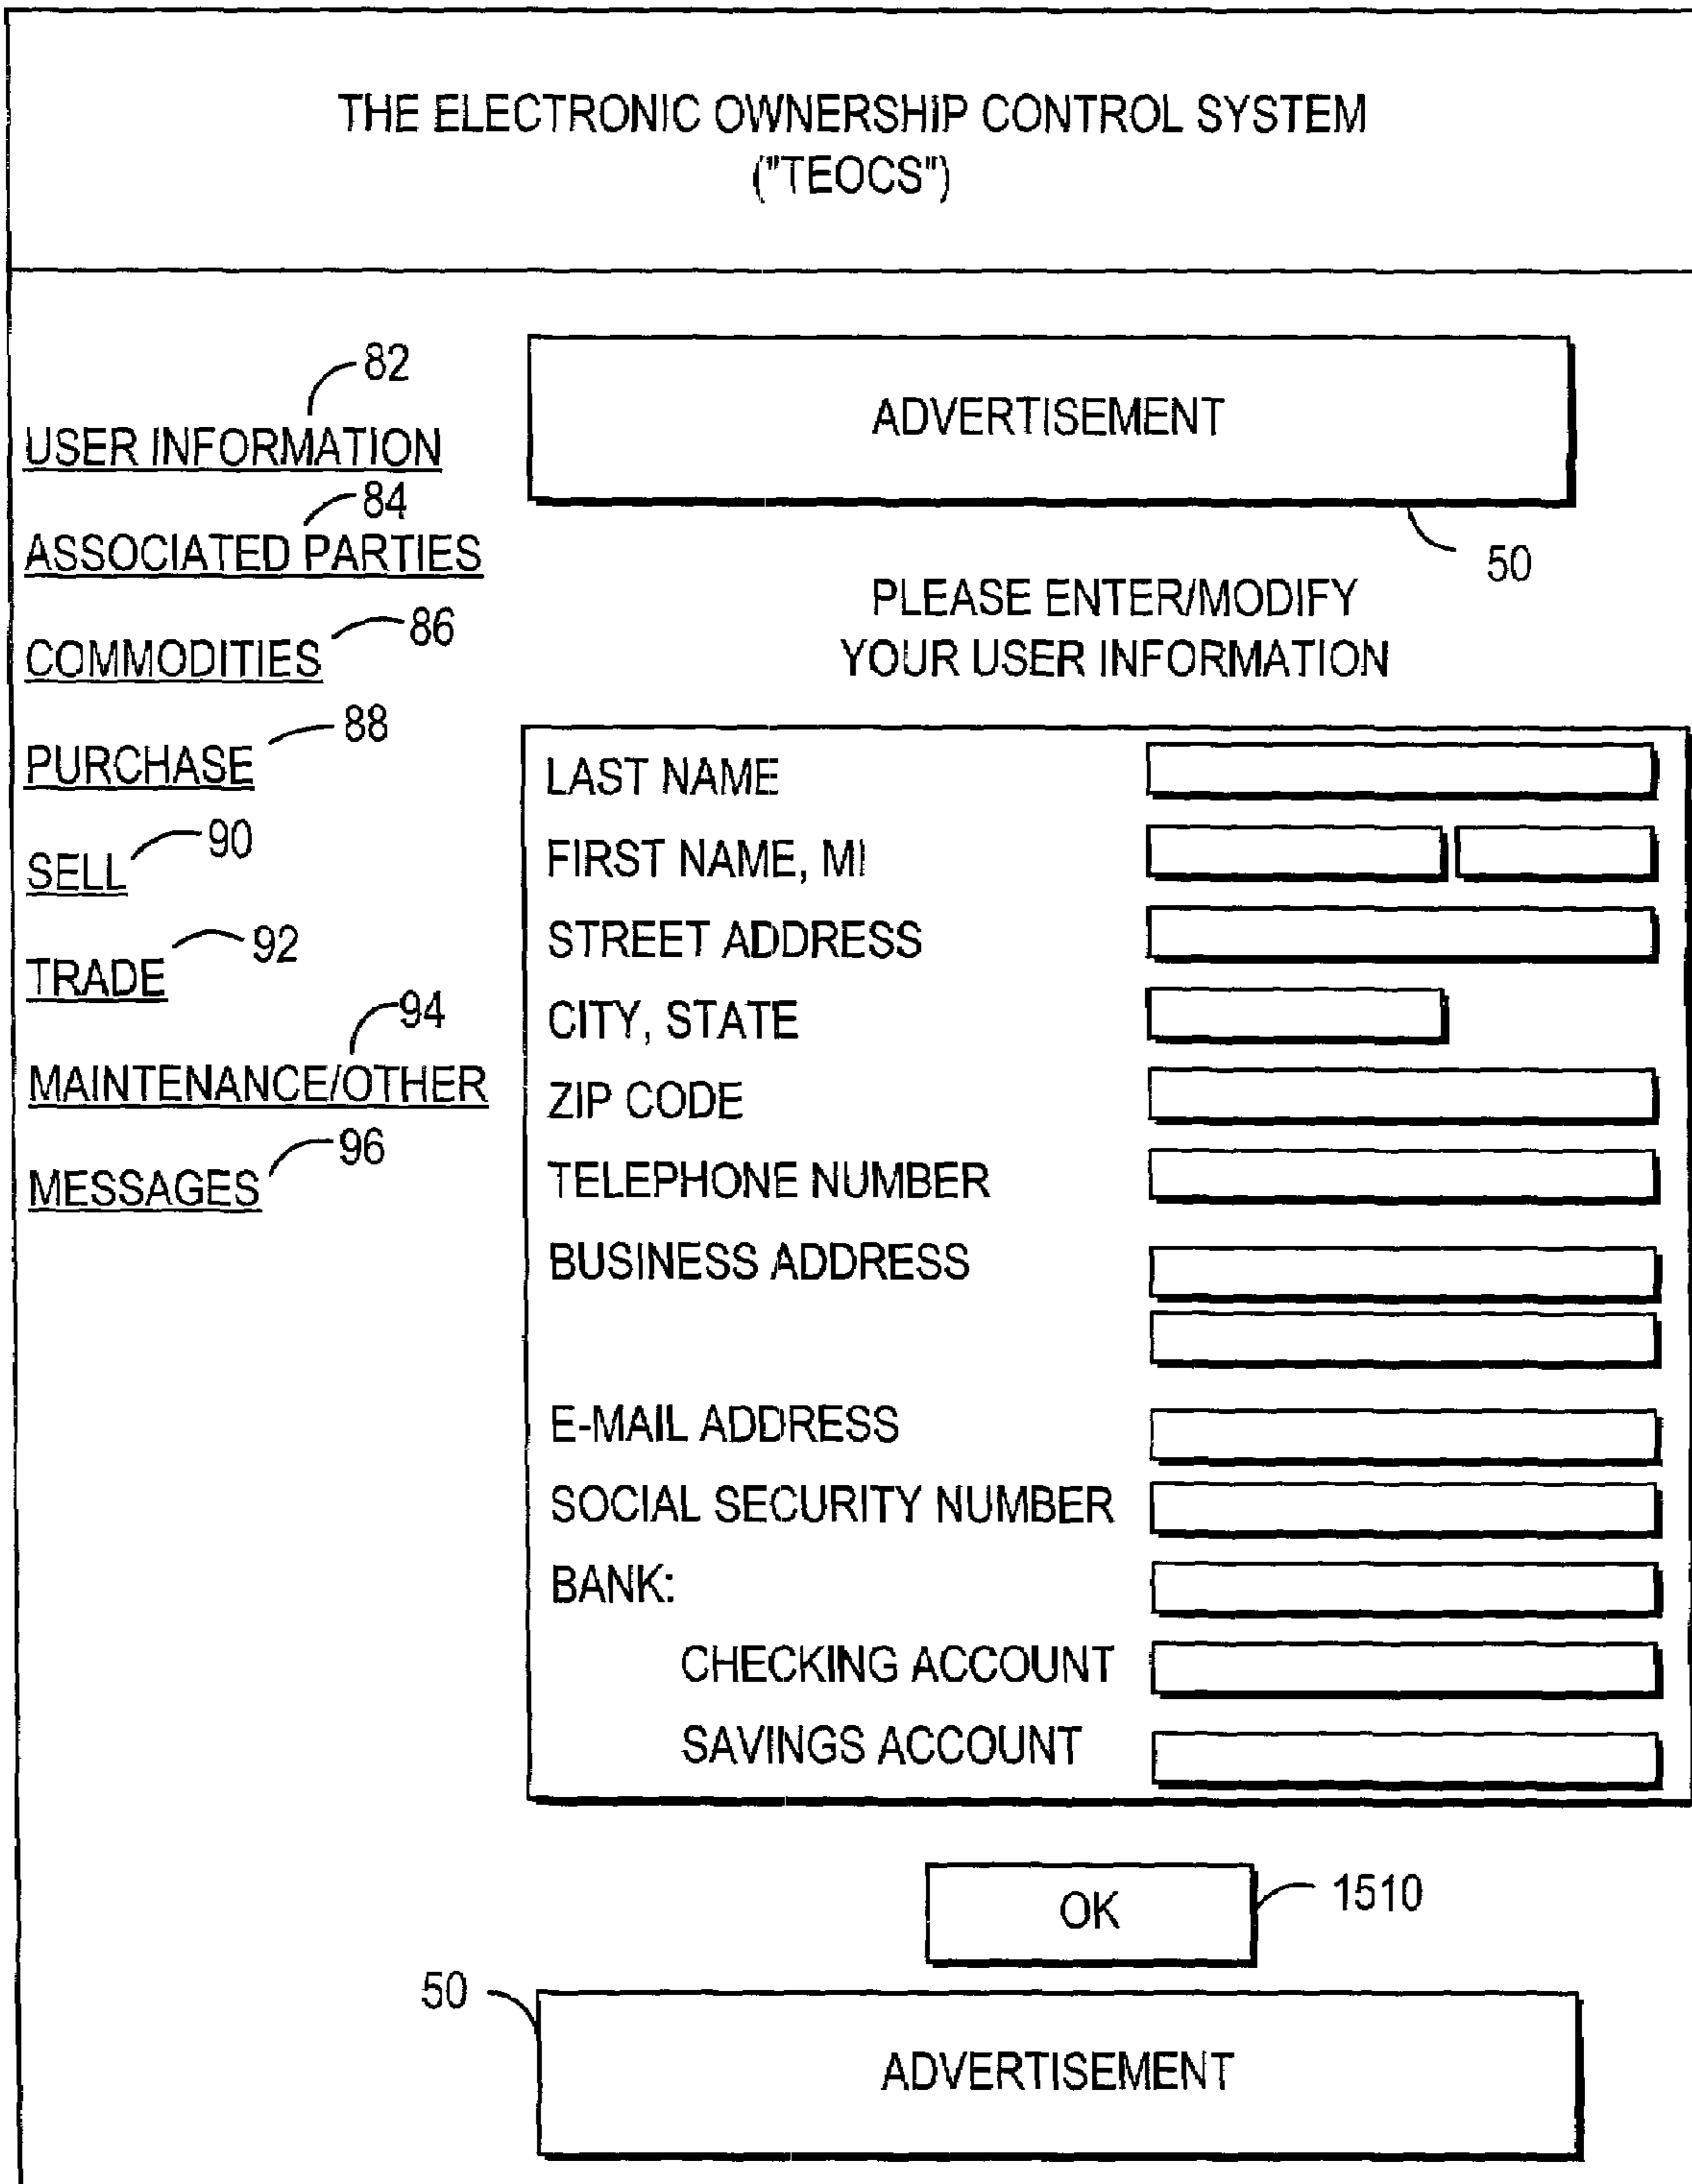 THE ELECTRONIC OWNERSHIP CONTROL SYSTEM
("TEOCS")
82
USER INFORMATION
84
ASSOCIATED PARTIES
86
COMMODITIES
88
PURCHASE
90
SELL
92
TRADE
94
MAINTENANCE/OTHER
96
MESSAGES
ADVERTISEMENT
50
PLEASE ENTER/MODIFY
YOUR USER INFORMATION
LAST NAME
FIRST NAME, MI
STREET ADDRESS
CITY, STATE
ZIP CODE
TELEPHONE NUMBER
BUSINESS ADDRESS
E-MAIL ADDRESS
SOCIAL SECURITY NUMBER
BANK:
CHECKING ACCOUNT
SAVINGS ACCOUNT
OK
1510
50
ADVERTISEMENT